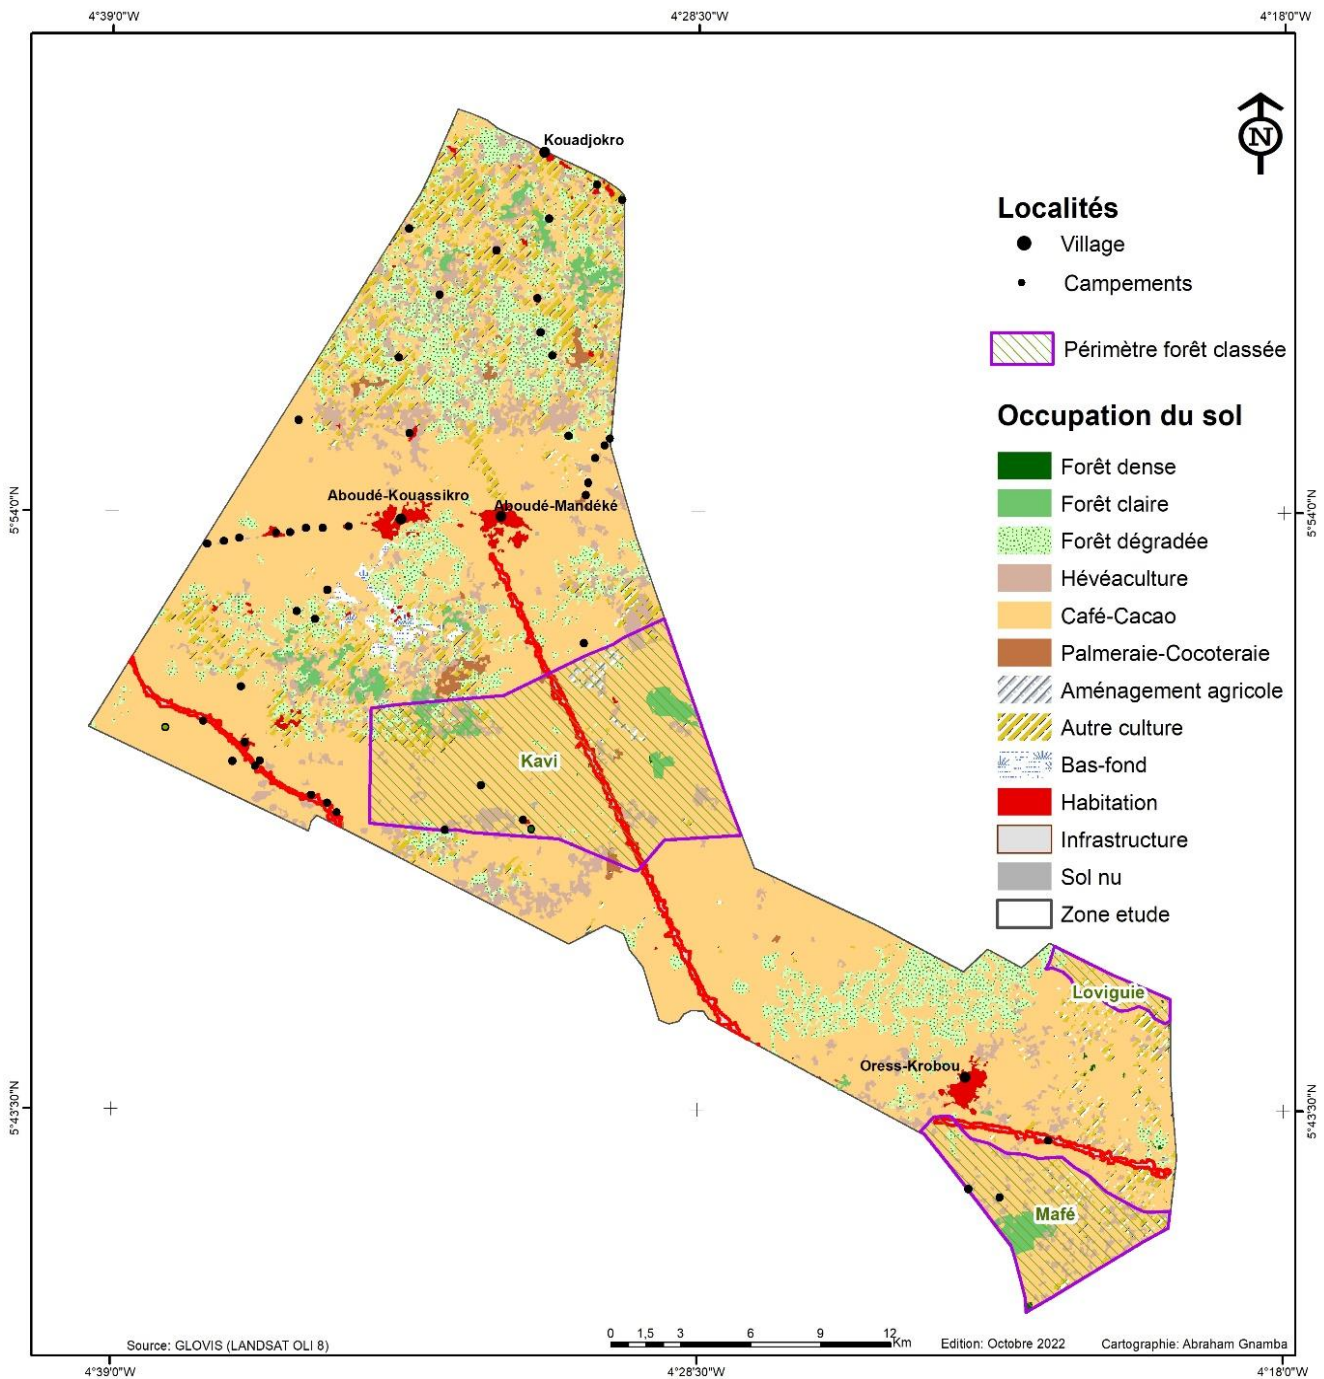 4°39'0"W
4°28'30"W
4°18'0"W
N
Kouadjokro
Localités
Village
Campements
Périmètre forêt classée
Occupation du sol
Forêt dense
Forêt claire
Forêt dégradée
Hévéaculture
Café-Cacao
Palmeraie-Cocoteraie
Aménagement agricole
Autre culture
Bas-fond
Habitation
Infrastructure
Sol nu
Zone etude
Aboudé-Kouassikro
Aboudé-Mandéké
5°54'0"N
5°54'0"N
Kavi
Loviguie
Oress-Krobou
5°43'30"N
5°43'30"N
Mafé
Source: GLOVIS (LANDSAT OLI 8)
0 1,5 3 6 9 12
Km
Edition: Octobre 2022
Cartographie: Abraham Gnamba
4°39'0"W
4°28'30"W
4°18'0"W